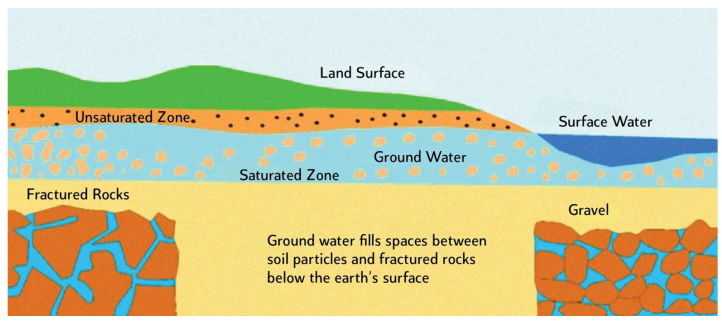 Land Surface
Unsaturated Zone
Surface Water
Ground Water
Saturated Zone
Fractured Rocks
Gravel
Ground water fills spaces between
soil particles and fractured rocks
below the earth's surface